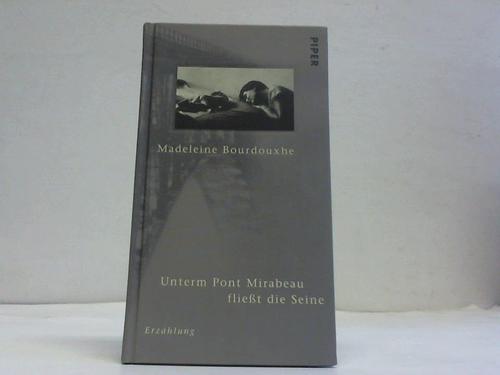 PIPER
Madeleine Bourdouxhe
Unterm Pont Mirabeau
fließt die Seine
Erzählung